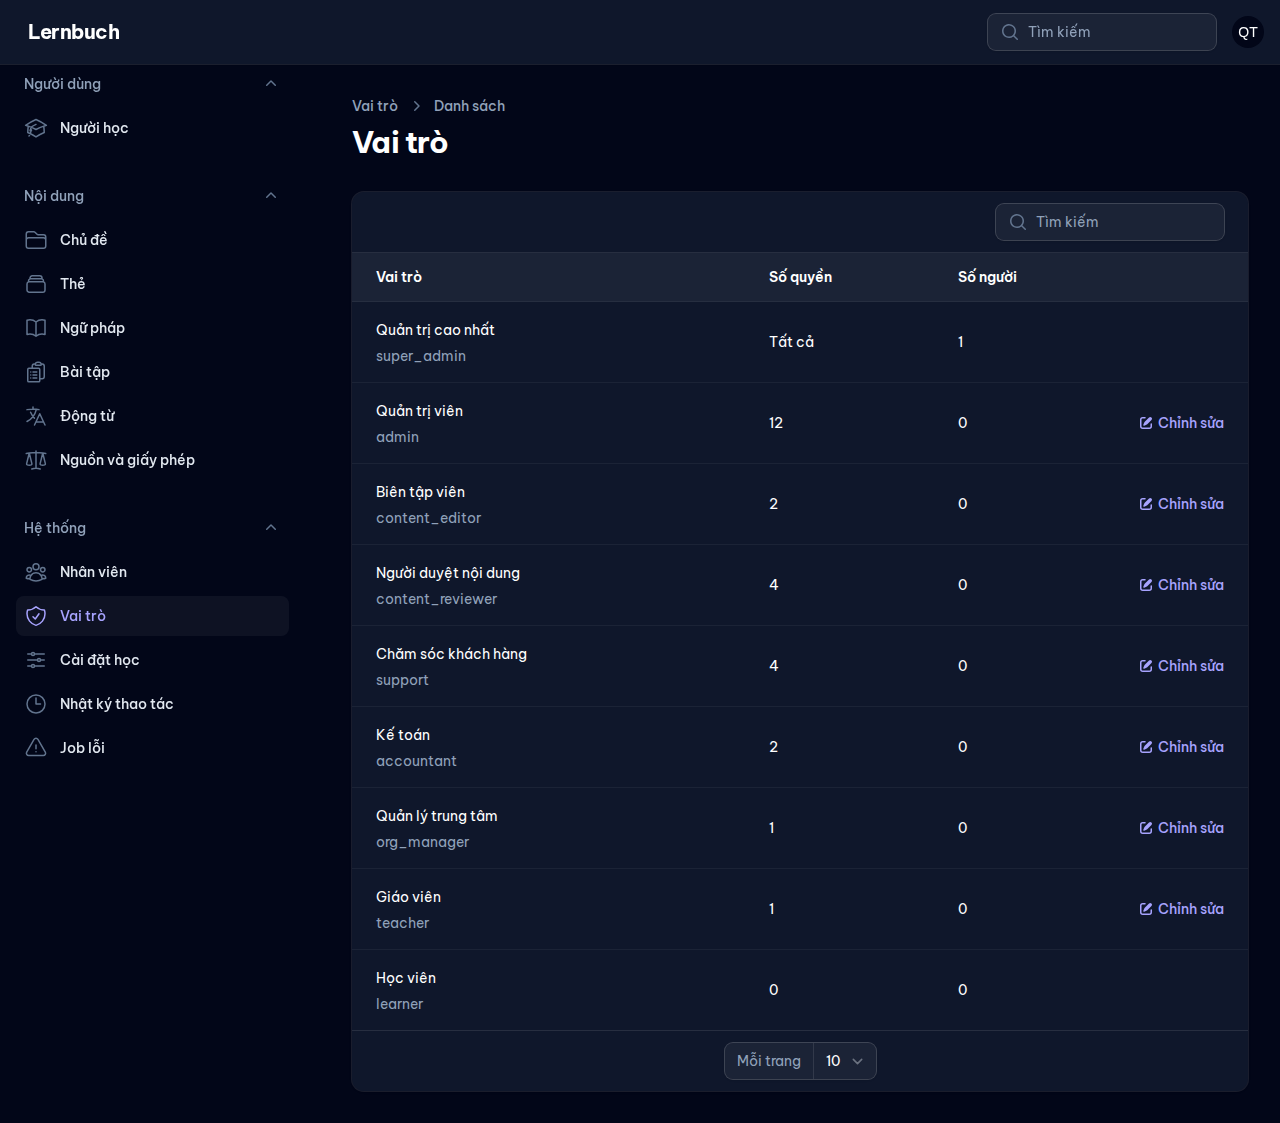 Lernbuch
Tìm kiếm
QT
Người dùng
Người học
Nội dung
Chủ đề
Thẻ
Ngữ pháp
Bài tập
Động từ
Nguồn và giấy phép
Hệ thống
Nhân viên
Vai trò
Cài đặt học
Nhật ký thao tác
Job lỗi
Vai trò > Danh sách
Vai trò
Tìm kiếm
Vai trò Số quyền Số người
Quản trị cao nhất
super_admin
Tất cả 1
Quản trị viên
admin
12 0 Chỉnh sửa
Biên tập viên
content_editor
2 0 Chỉnh sửa
Người duyệt nội dung
content_reviewer
4 0 Chỉnh sửa
Chăm sóc khách hàng
support
4 0 Chỉnh sửa
Kế toán
accountant
2 0 Chỉnh sửa
Quản lý trung tâm
org_manager
1 0 Chỉnh sửa
Giáo viên
teacher
1 0 Chỉnh sửa
Học viên
learner
0 0
Mỗi trang 10